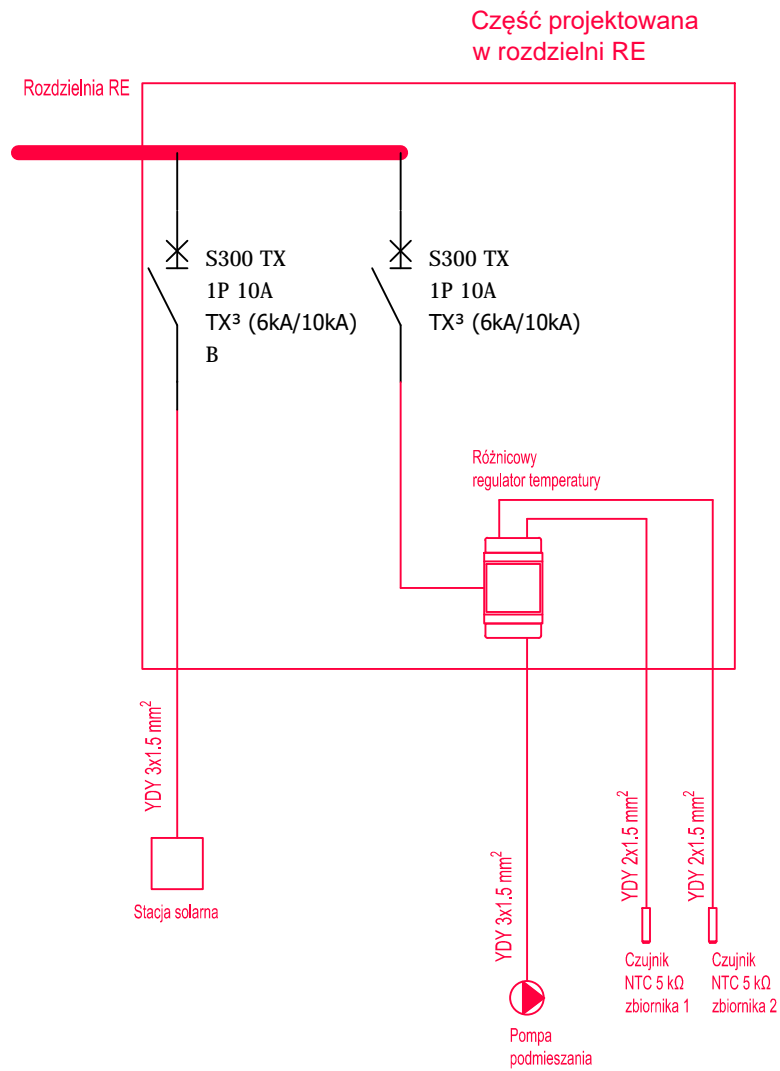 Część projektowana
w rozdzielni RE
Rozdzielnia RE
S300 TX
1P 10A
TX³ (6kA/10kA)
B
S300 TX
1P 10A
TX³ (6kA/10kA)
Różnicowy
regulator temperatury
YDY 3x1.5 mm²
Stacja solarna
YDY 3x1.5 mm²
Pompa
podmieszania
YDY 2x1.5 mm²
Czujnik
NTC 5 kΩ
zbiornika 1
YDY 2x1.5 mm²
Czujnik
NTC 5 kΩ
zbiornika 2